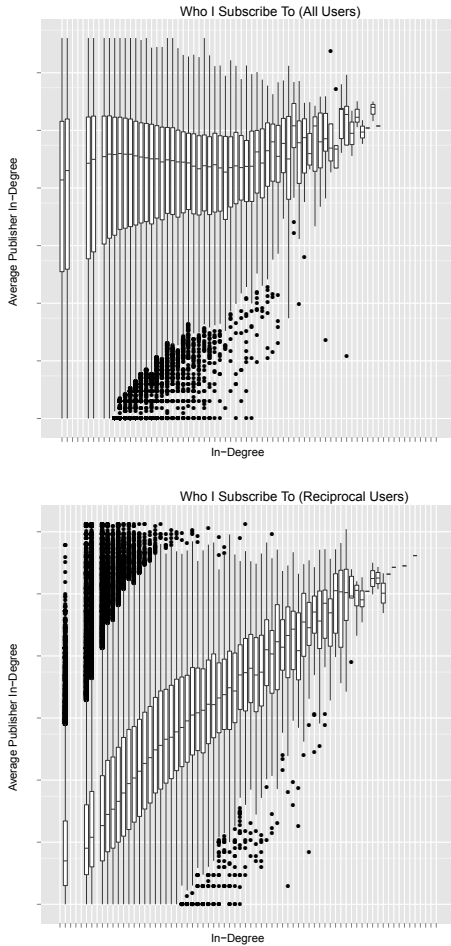 Who I Subscribe To (All Users)
Average Publisher In−Degree
In−Degree
Who I Subscribe To (Reciprocal Users)
Average Publisher In−Degree
In−Degree